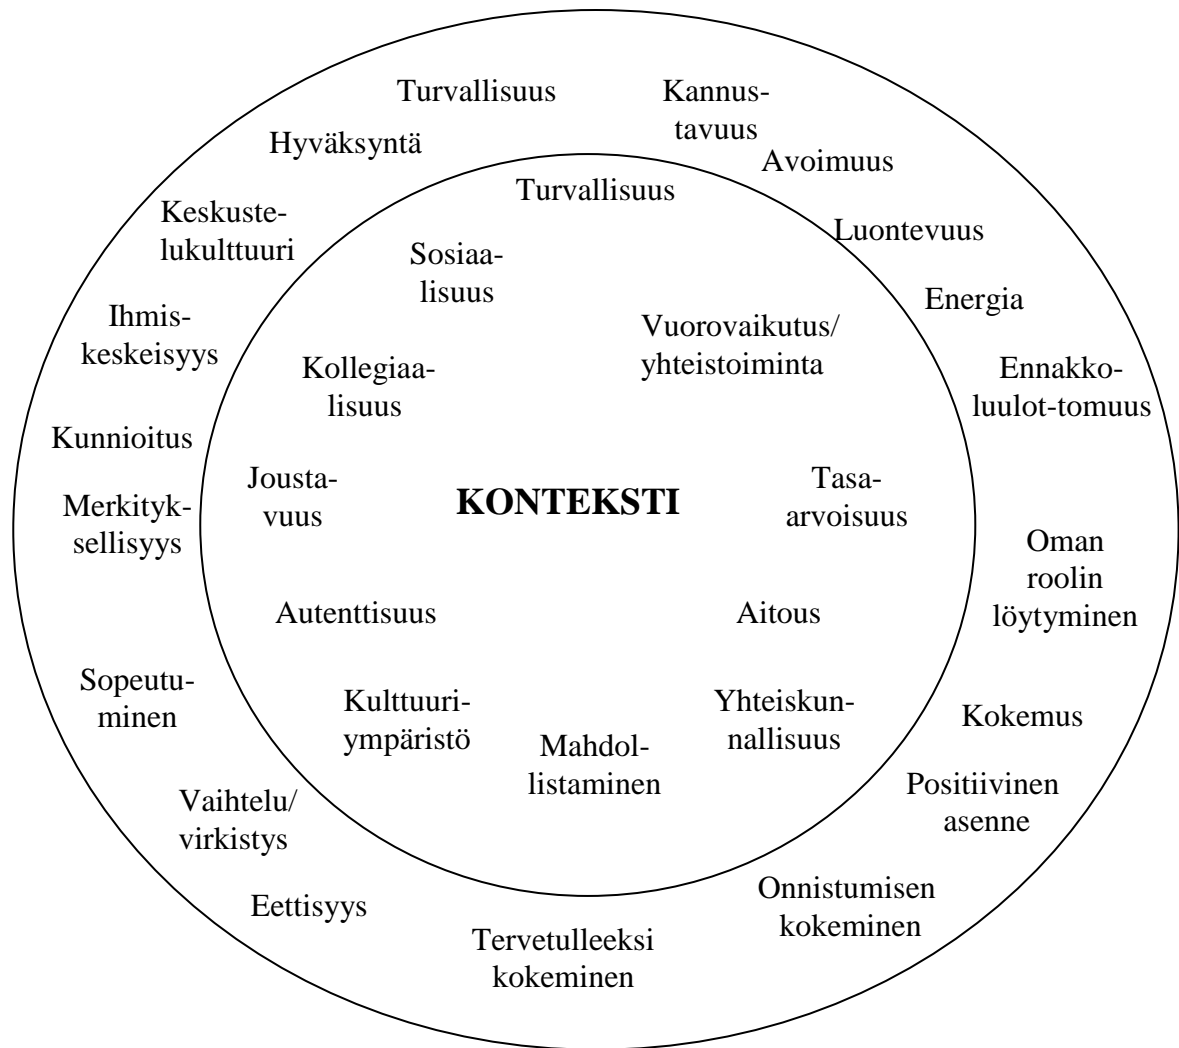 Turvallisuus
Kannus-
tavuus
Hyväksyntä
Avoimuus
Turvallisuus
Keskuste-
lukulttuuri
Luontevuus
Sosiaa-
lisuus
Energia
Ihmis-
keskeisyys
Vuorovaikutus/
yhteistoiminta
Kollegiaa-
lisuus
Ennakko-
luulot-tomuus
Kunnioitus
Jousta-
vuus
KONTEKSTI
Tasa-
arvoisuus
Merkityk-
sellisyys
Oman
roolin
löytyminen
Autenttisuus
Aitous
Sopeutu-
minen
Kulttuuri-
ympäristö
Yhteiskun-
nallisuus
Kokemus
Mahdol-
listaminen
Positiivinen
asenne
Vaihtelu/
virkistys
Onnistumisen
kokeminen
Eettisyys
Tervetulleeksi
kokeminen